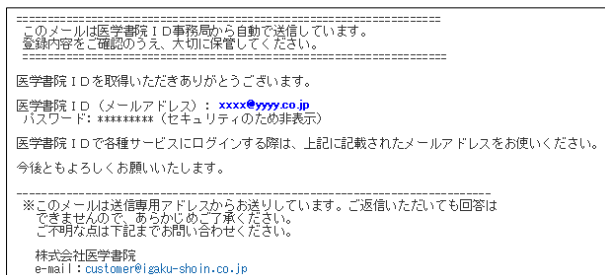 ==================================================================
このメールは医学書院ＩＤ事務局から自動で送信しています。
登録内容をご確認のうえ、大切に保管してください。
==================================================================
医学書院ＩＤを取得いただきありがとうございます。
医学書院ＩＤ（メールアドレス）： xxxx@yyyy.co.jp
パスワード：*********（セキュリティのため非表示）
医学書院ＩＤで各種サービスにログインする際は、上記に記載されたメールアドレスをお使いください。
今後ともよろしくお願いいたします。
--------------------------------------------------------------------------
※このメールは送信専用アドレスからお送りしています。ご返信いただいても回答は
できませんので、あらかじめご了承ください。
ご不明な点は下記までお問い合わせください。
株式会社医学書院
e-mail：customer@igaku-shoin.co.jp